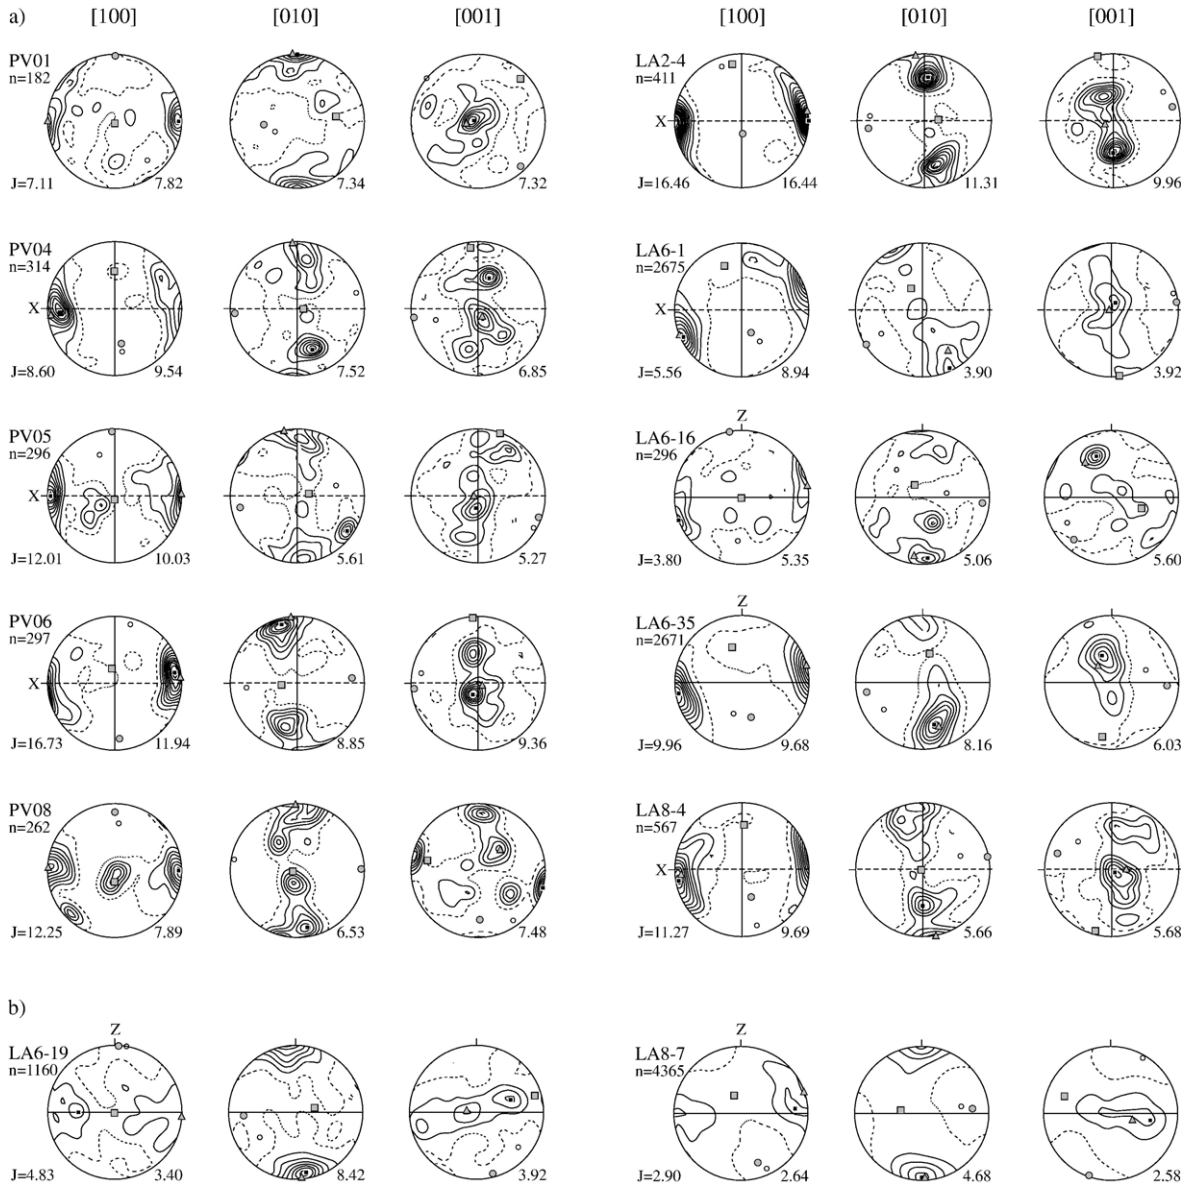 a) [100] [010] [001] [100] [010] [001]
PV01 LA2-4
n=182 n=411
X
J=7.11 7.82 7.34 7.32 J=16.46 16.44 11.31 9.96
PV04 LA6-1
n=314 n=2675
X X
J=8.60 9.54 7.52 6.85 J=5.56 8.94 3.90 3.92
Z
PV05 LA6-16
n=296 n=296
X
J=12.01 10.03 5.61 5.27 J=3.80 5.35 5.06 5.60
Z
PV06 LA6-35
n=297 n=2671
X
J=16.73 11.94 8.85 9.36 J=9.96 9.68 8.16 6.03
PV08 LA8-4
n=262 n=567
X
J=12.25 7.89 6.53 7.48 J=11.27 9.69 5.66 5.68
b)
Z Z
LA6-19 LA8-7
n=1160 n=4365
J=4.83 3.40 8.42 3.92 J=2.90 2.64 4.68 2.58